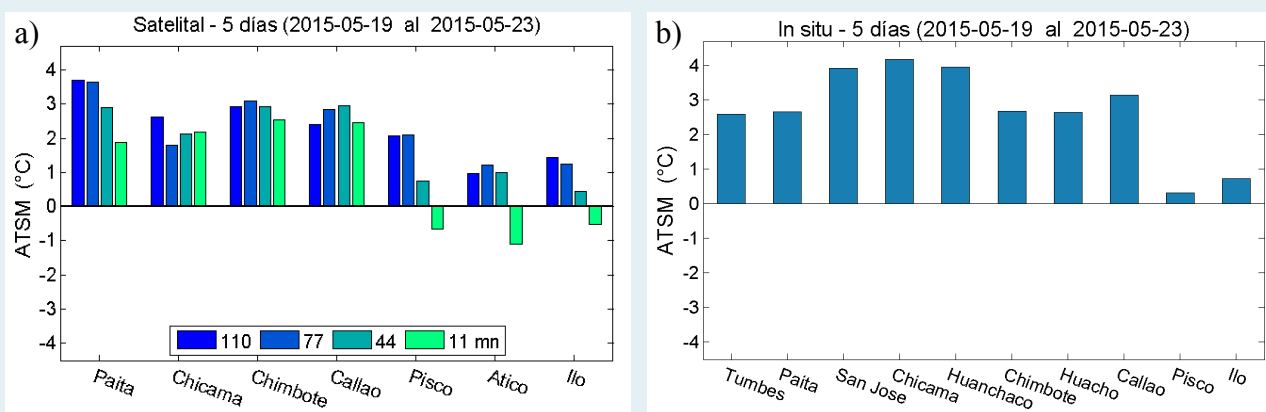 a)
Satelital - 5 días (2015-05-19 al 2015-05-23)
ATSM (°C)
4
3
2
1
0
-1
-2
-3
-4
110 77 44 11 mn
Paita Chicama Chimbote Callao Pisco Atico Ilo
b)
In situ - 5 días (2015-05-19 al 2015-05-23)
ATSM (°C)
4
3
2
1
0
-1
-2
-3
-4
Tumbes Paita San Jose Chicama Huanchaco Chimbote Huacho Callao Pisco Ilo